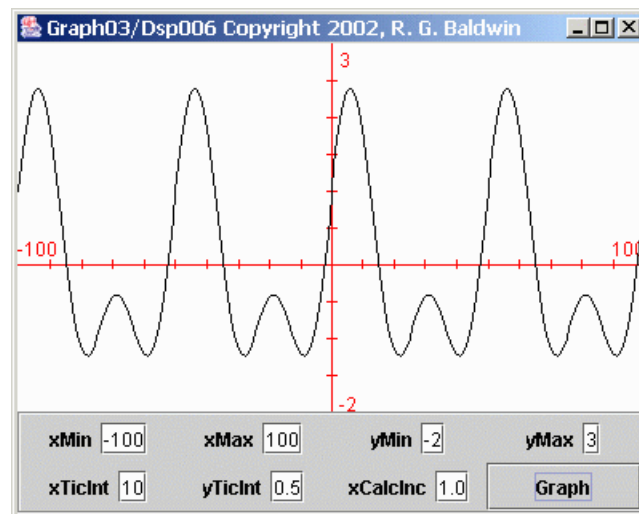 Graph03/Dsp006 Copyright 2002, R. G. Baldwin
3
-100
100
-2
xMin -100 xMax 100 yMin -2 yMax 3
xTicInt 10 yTicInt 0.5 xCalcInc 1.0 Graph